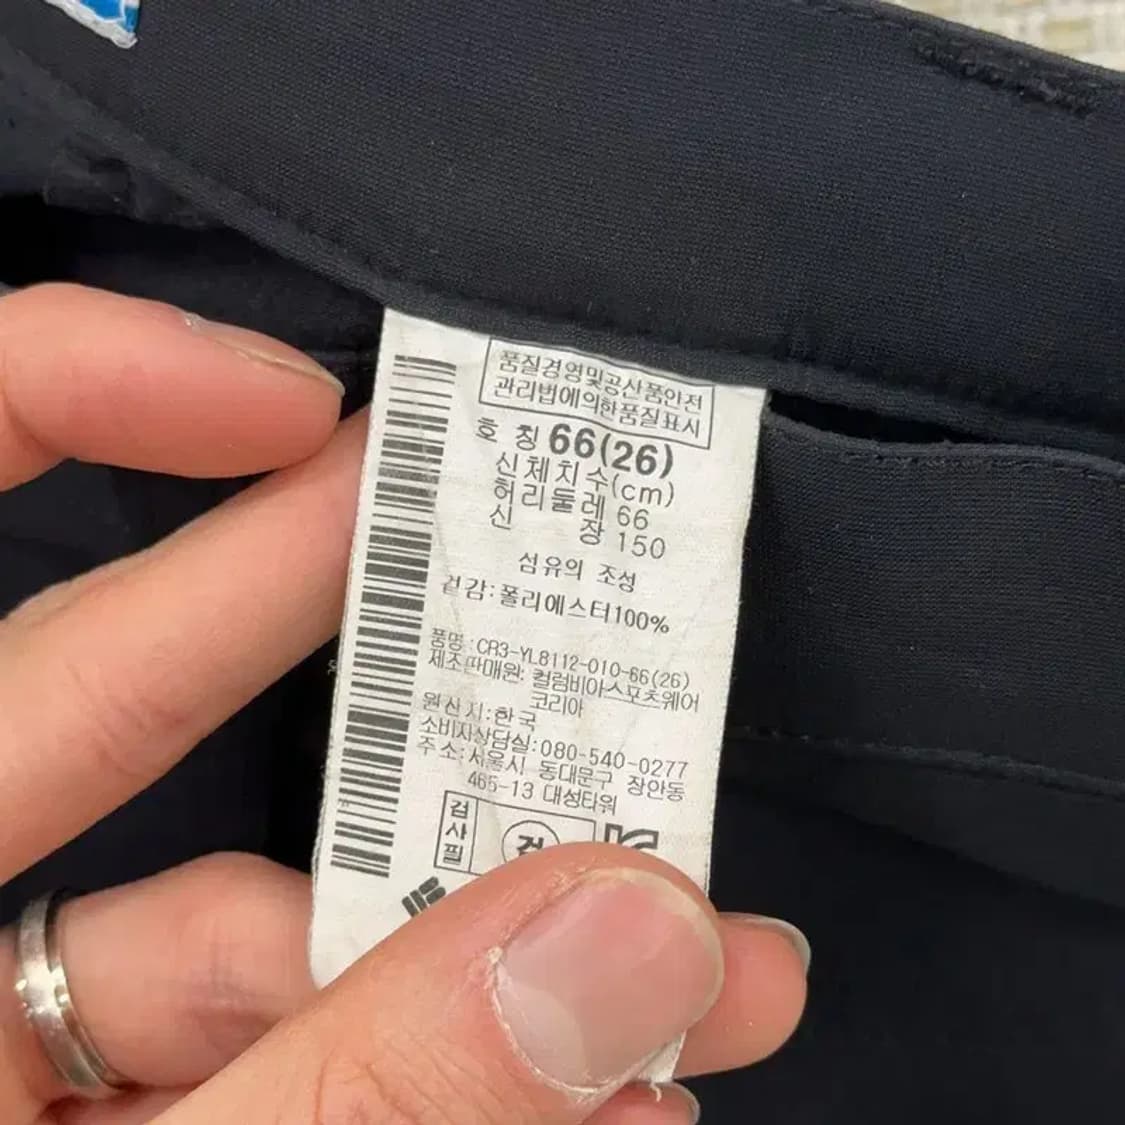 품질경영및공산품안전
관리법에의한품질표시
호 칭 66(26)
신체치수(cm)
허리둘레 66
신 장 150
섬유의 조성
겉감:폴리에스터100%
품명:CR3-YL8112-010-66(26)
제조판매원: 컬럼비아스포츠웨어
코리아
원산지:한국
소비자상담실:080-540-0277
주 소:서울시 동대문구 장안동
465-13 대성타워
검사필
검